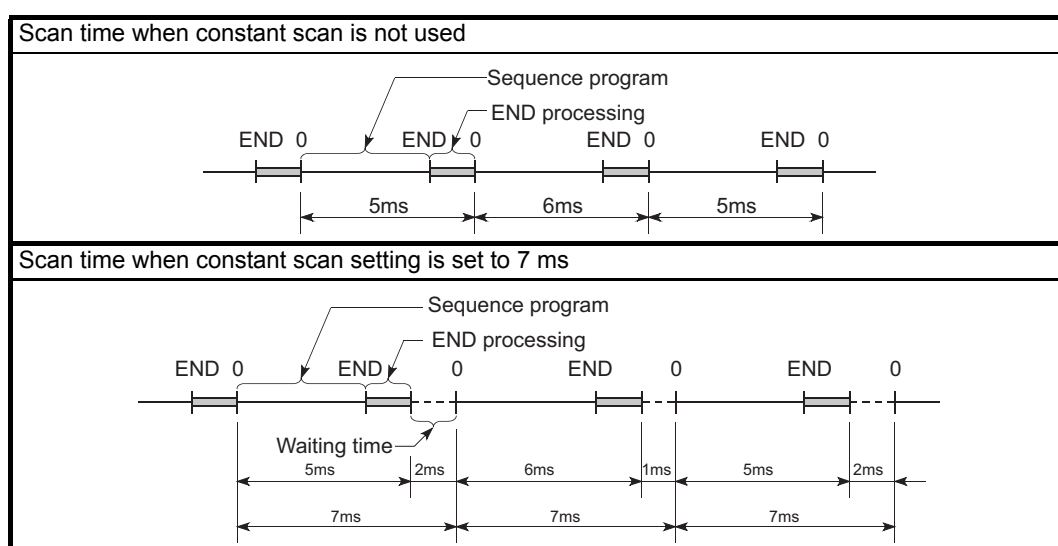 Scan time when constant scan is not used
Sequence program
END processing
END 0 END 0 END 0 END 0
5ms 6ms 5ms
Scan time when constant scan setting is set to 7 ms
Sequence program
END processing
END 0 END 0 END 0 END 0
Waiting time
5ms 2ms 6ms 1ms 5ms 2ms
7ms 7ms 7ms